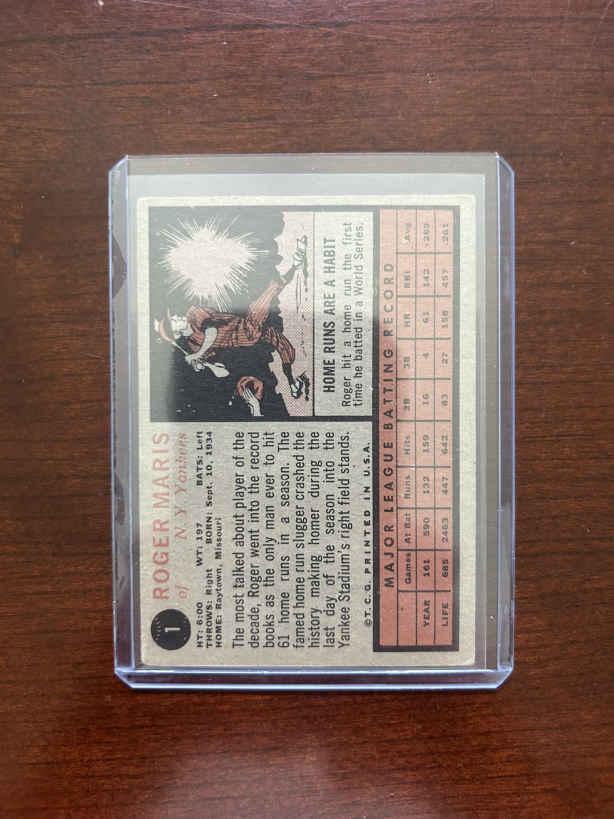 1
ROGER MARIS
of N. Y. Yankees
HT: 6:00 WT: 197 BATS: Left
THROWS: Right BORN: Sept. 10, 1934
HOME: Raytown, Missouri
The most talked about player of the
decade, Roger went into the record
books as the only man ever to hit
61 home runs in a season. The
famed home run slugger crashed the
history making homer during the
last day of the season into the
Yankee Stadium's right field stands.
©T. C. G. PRINTED IN U.S.A.
HOME RUNS ARE A HABIT
Roger hit a home run the first
time he batted in a World Series.
MAJOR LEAGUE BATTING RECORD
Games At Bat Runs Hits 2B 3B HR RBI Avg.
YEAR 161 590 132 159 16 4 61 142 .269
LIFE 685 2463 447 642 83 27 158 457 .261